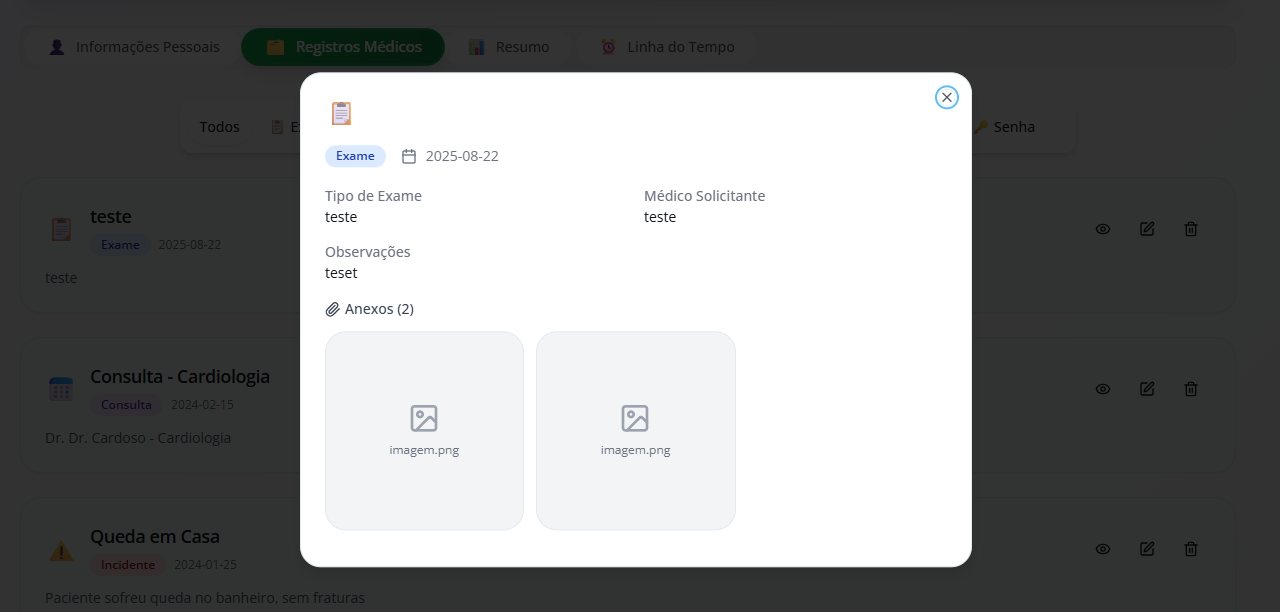 Informações Pessoais
Registros Médicos
Resumo
Linha do Tempo
Todos
Senha
teste
Exame 2025-08-22
teste
Consulta - Cardiologia
Consulta 2024-02-15
Dr. Dr. Cardoso - Cardiologia
Queda em Casa
Incidente 2024-01-25
Paciente sofreu queda no banheiro, sem fraturas
Exame 2025-08-22
Tipo de Exame
teste
Médico Solicitante
teste
Observações
teset
Anexos (2)
imagem.png
imagem.png